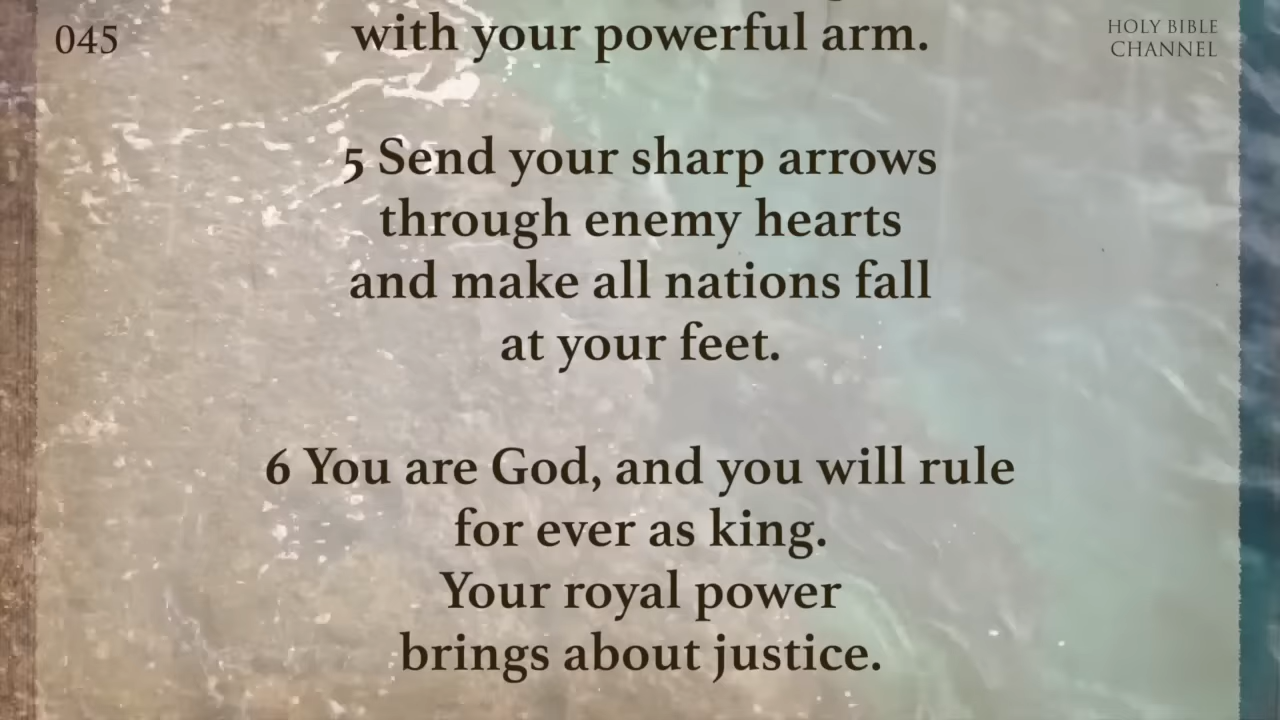 045
HOLY BIBLE
CHANNEL
with your powerful arm.
5 Send your sharp arrows
through enemy hearts
and make all nations fall
at your feet.
6 You are God, and you will rule
for ever as king.
Your royal power
brings about justice.